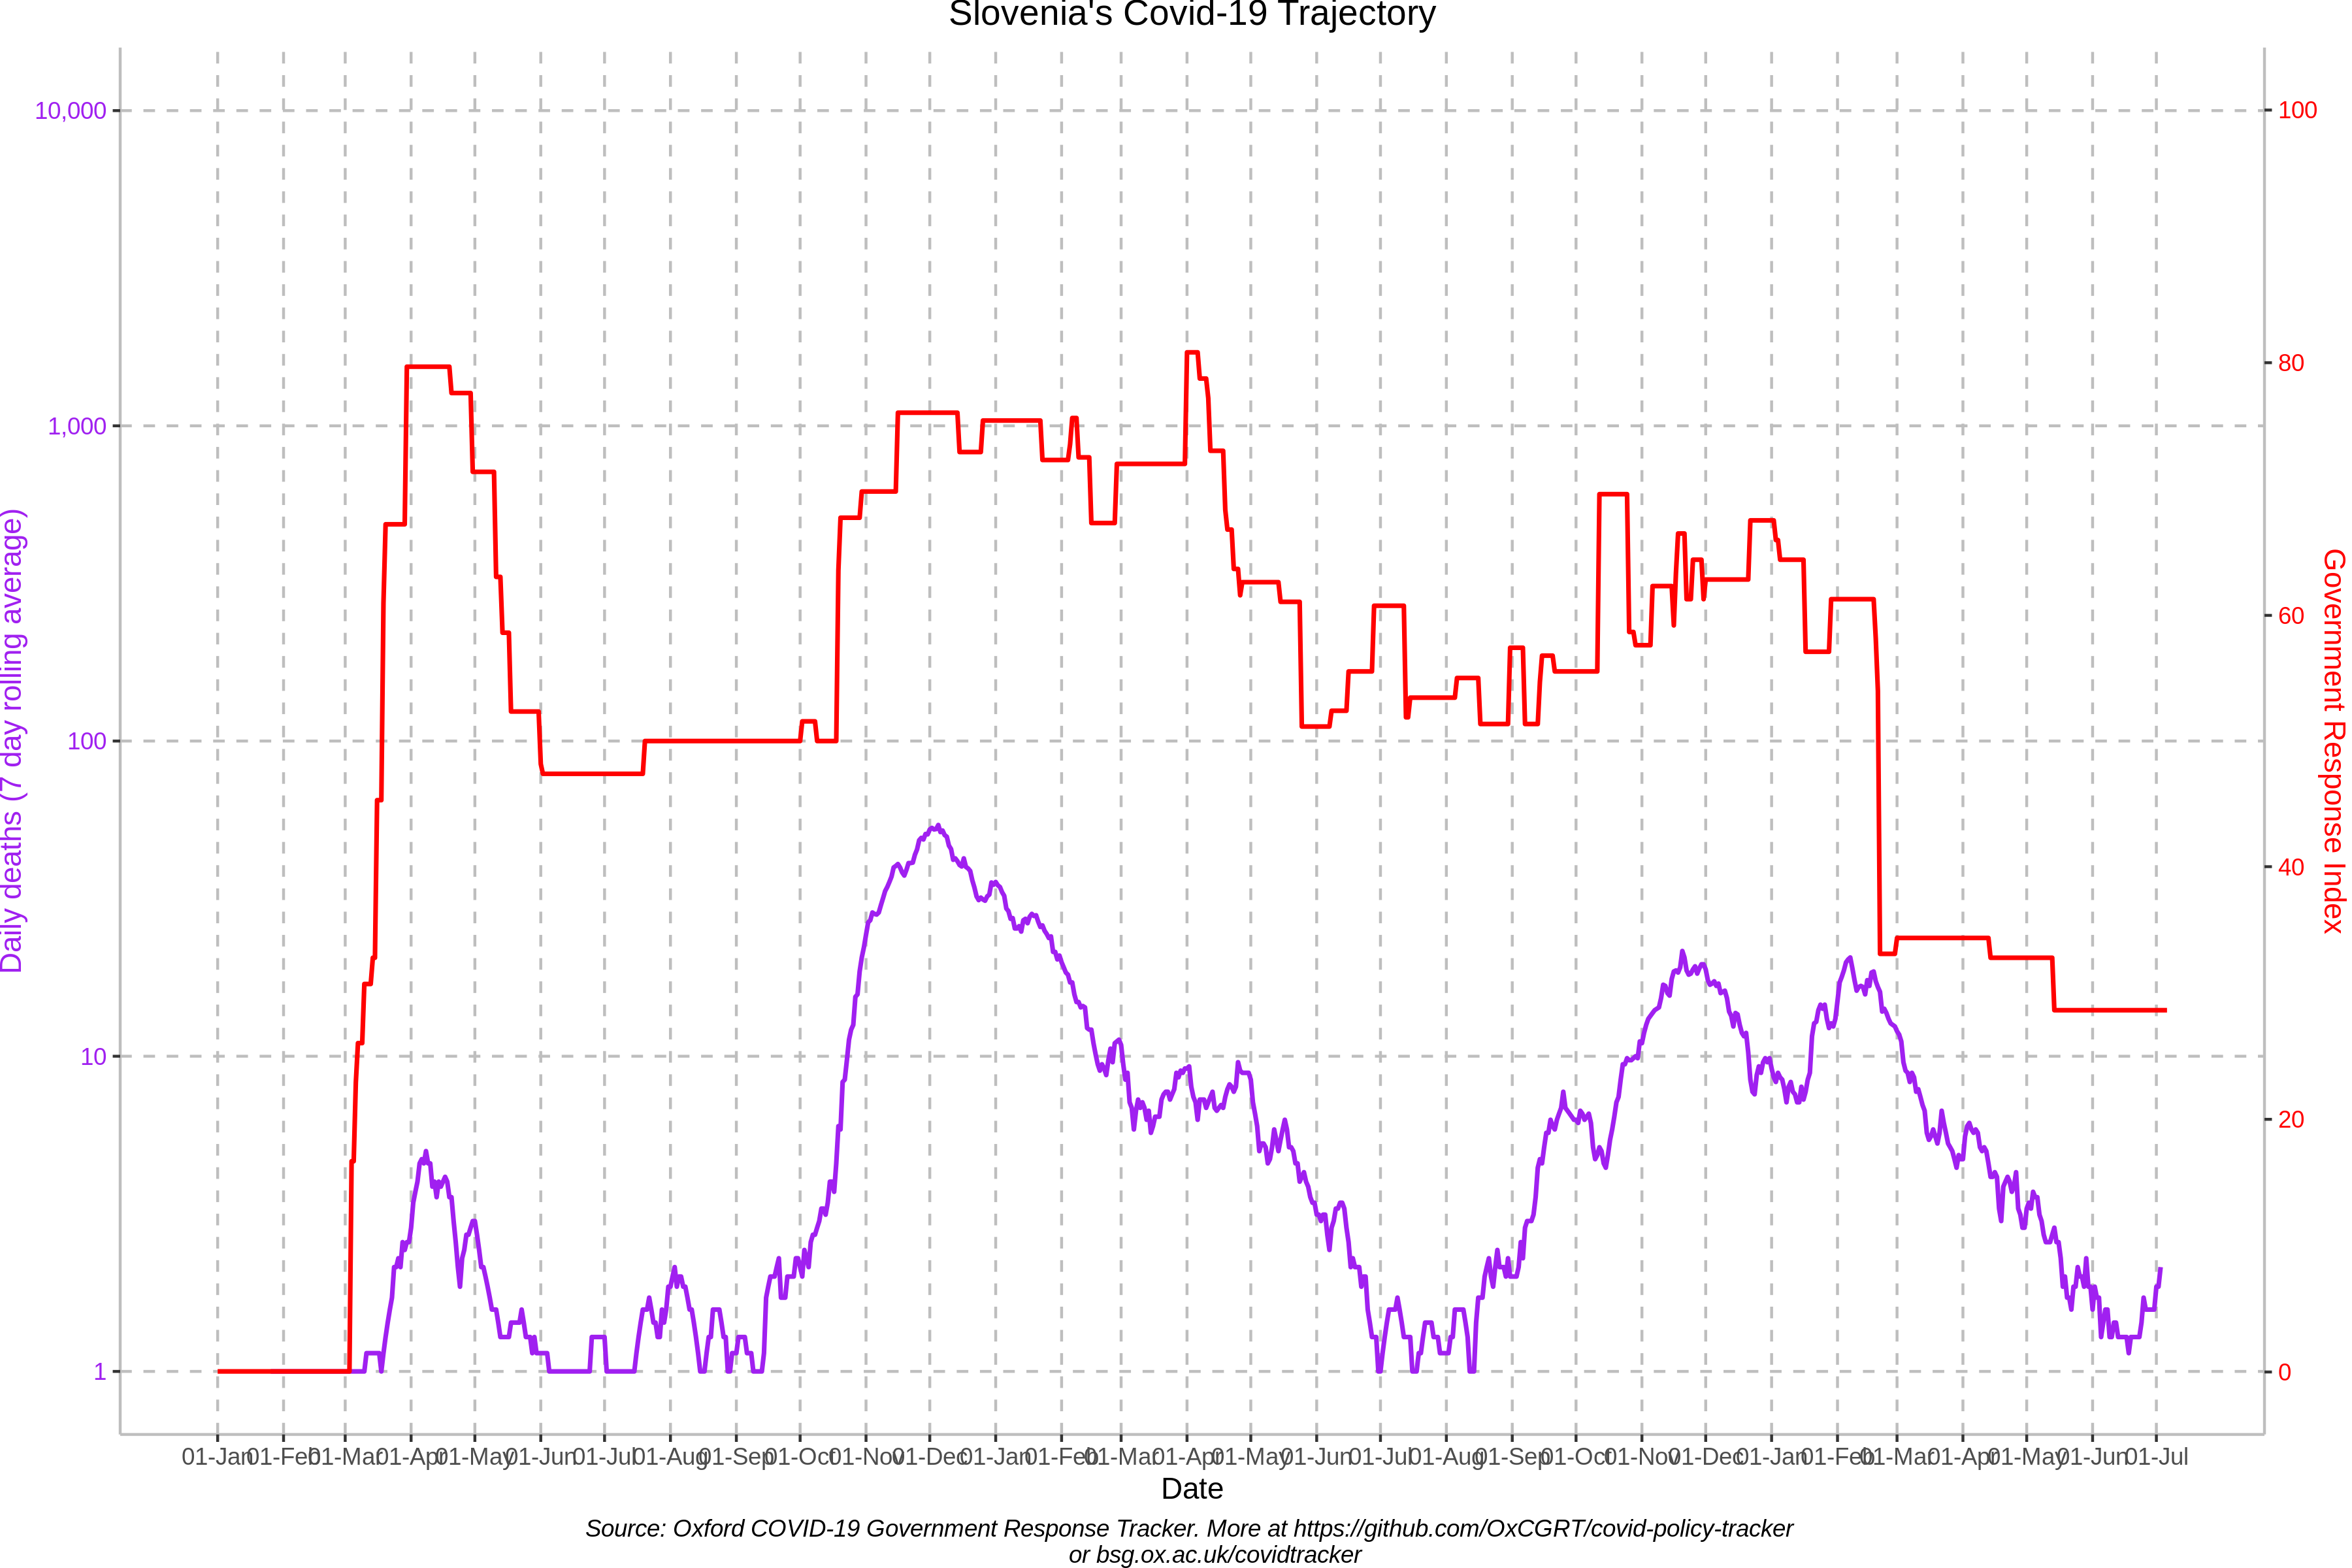 Slovenia's Covid-19 Trajectory
10,000
1,000
100
10
1
Daily deaths (7 day rolling average)
100
80
60
40
20
0
Government Response Index
01-Jan 01-Feb 01-Mar 01-Apr 01-May 01-Jun 01-Jul 01-Aug 01-Sep 01-Oct 01-Nov 01-Dec 01-Jan 01-Feb 01-Mar 01-Apr 01-May 01-Jun 01-Jul 01-Aug 01-Sep 01-Oct 01-Nov 01-Dec 01-Jan 01-Feb 01-Mar 01-Apr 01-May 01-Jun 01-Jul
Date
Source: Oxford COVID-19 Government Response Tracker. More at https://github.com/OxCGRT/covid-policy-tracker
or bsg.ox.ac.uk/covidtracker